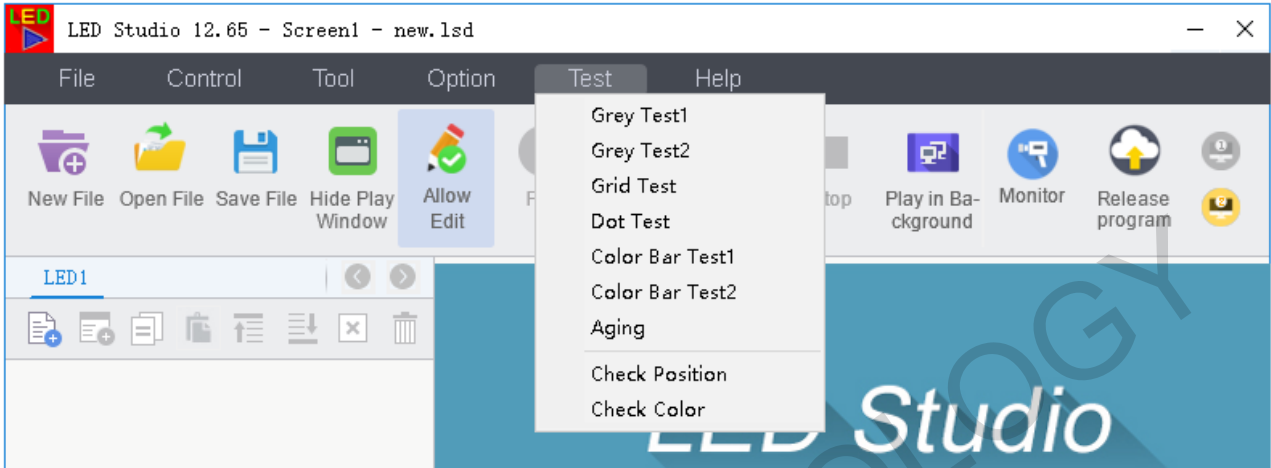 LED
LED Studio 12.65 - Screen1 - new.lsd
File Control Tool Option Test Help
Grey Test1
Grey Test2
Grid Test
Dot Test
Color Bar Test1
Color Bar Test2
Aging
Check Position
Check Color
New File Open File Save File Hide Play
Window
Allow
Edit
Play in Ba-
ckground
Monitor
Release
program
LED1
LED Studio